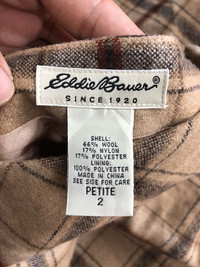 Eddie Bauer®
SINCE 1920
SHELL:
66% WOOL
17% NYLON
17% POLYESTER
LINING:
100% POLYESTER
MADE IN CHINA
SEE SIDE FOR CARE
PETITE
2